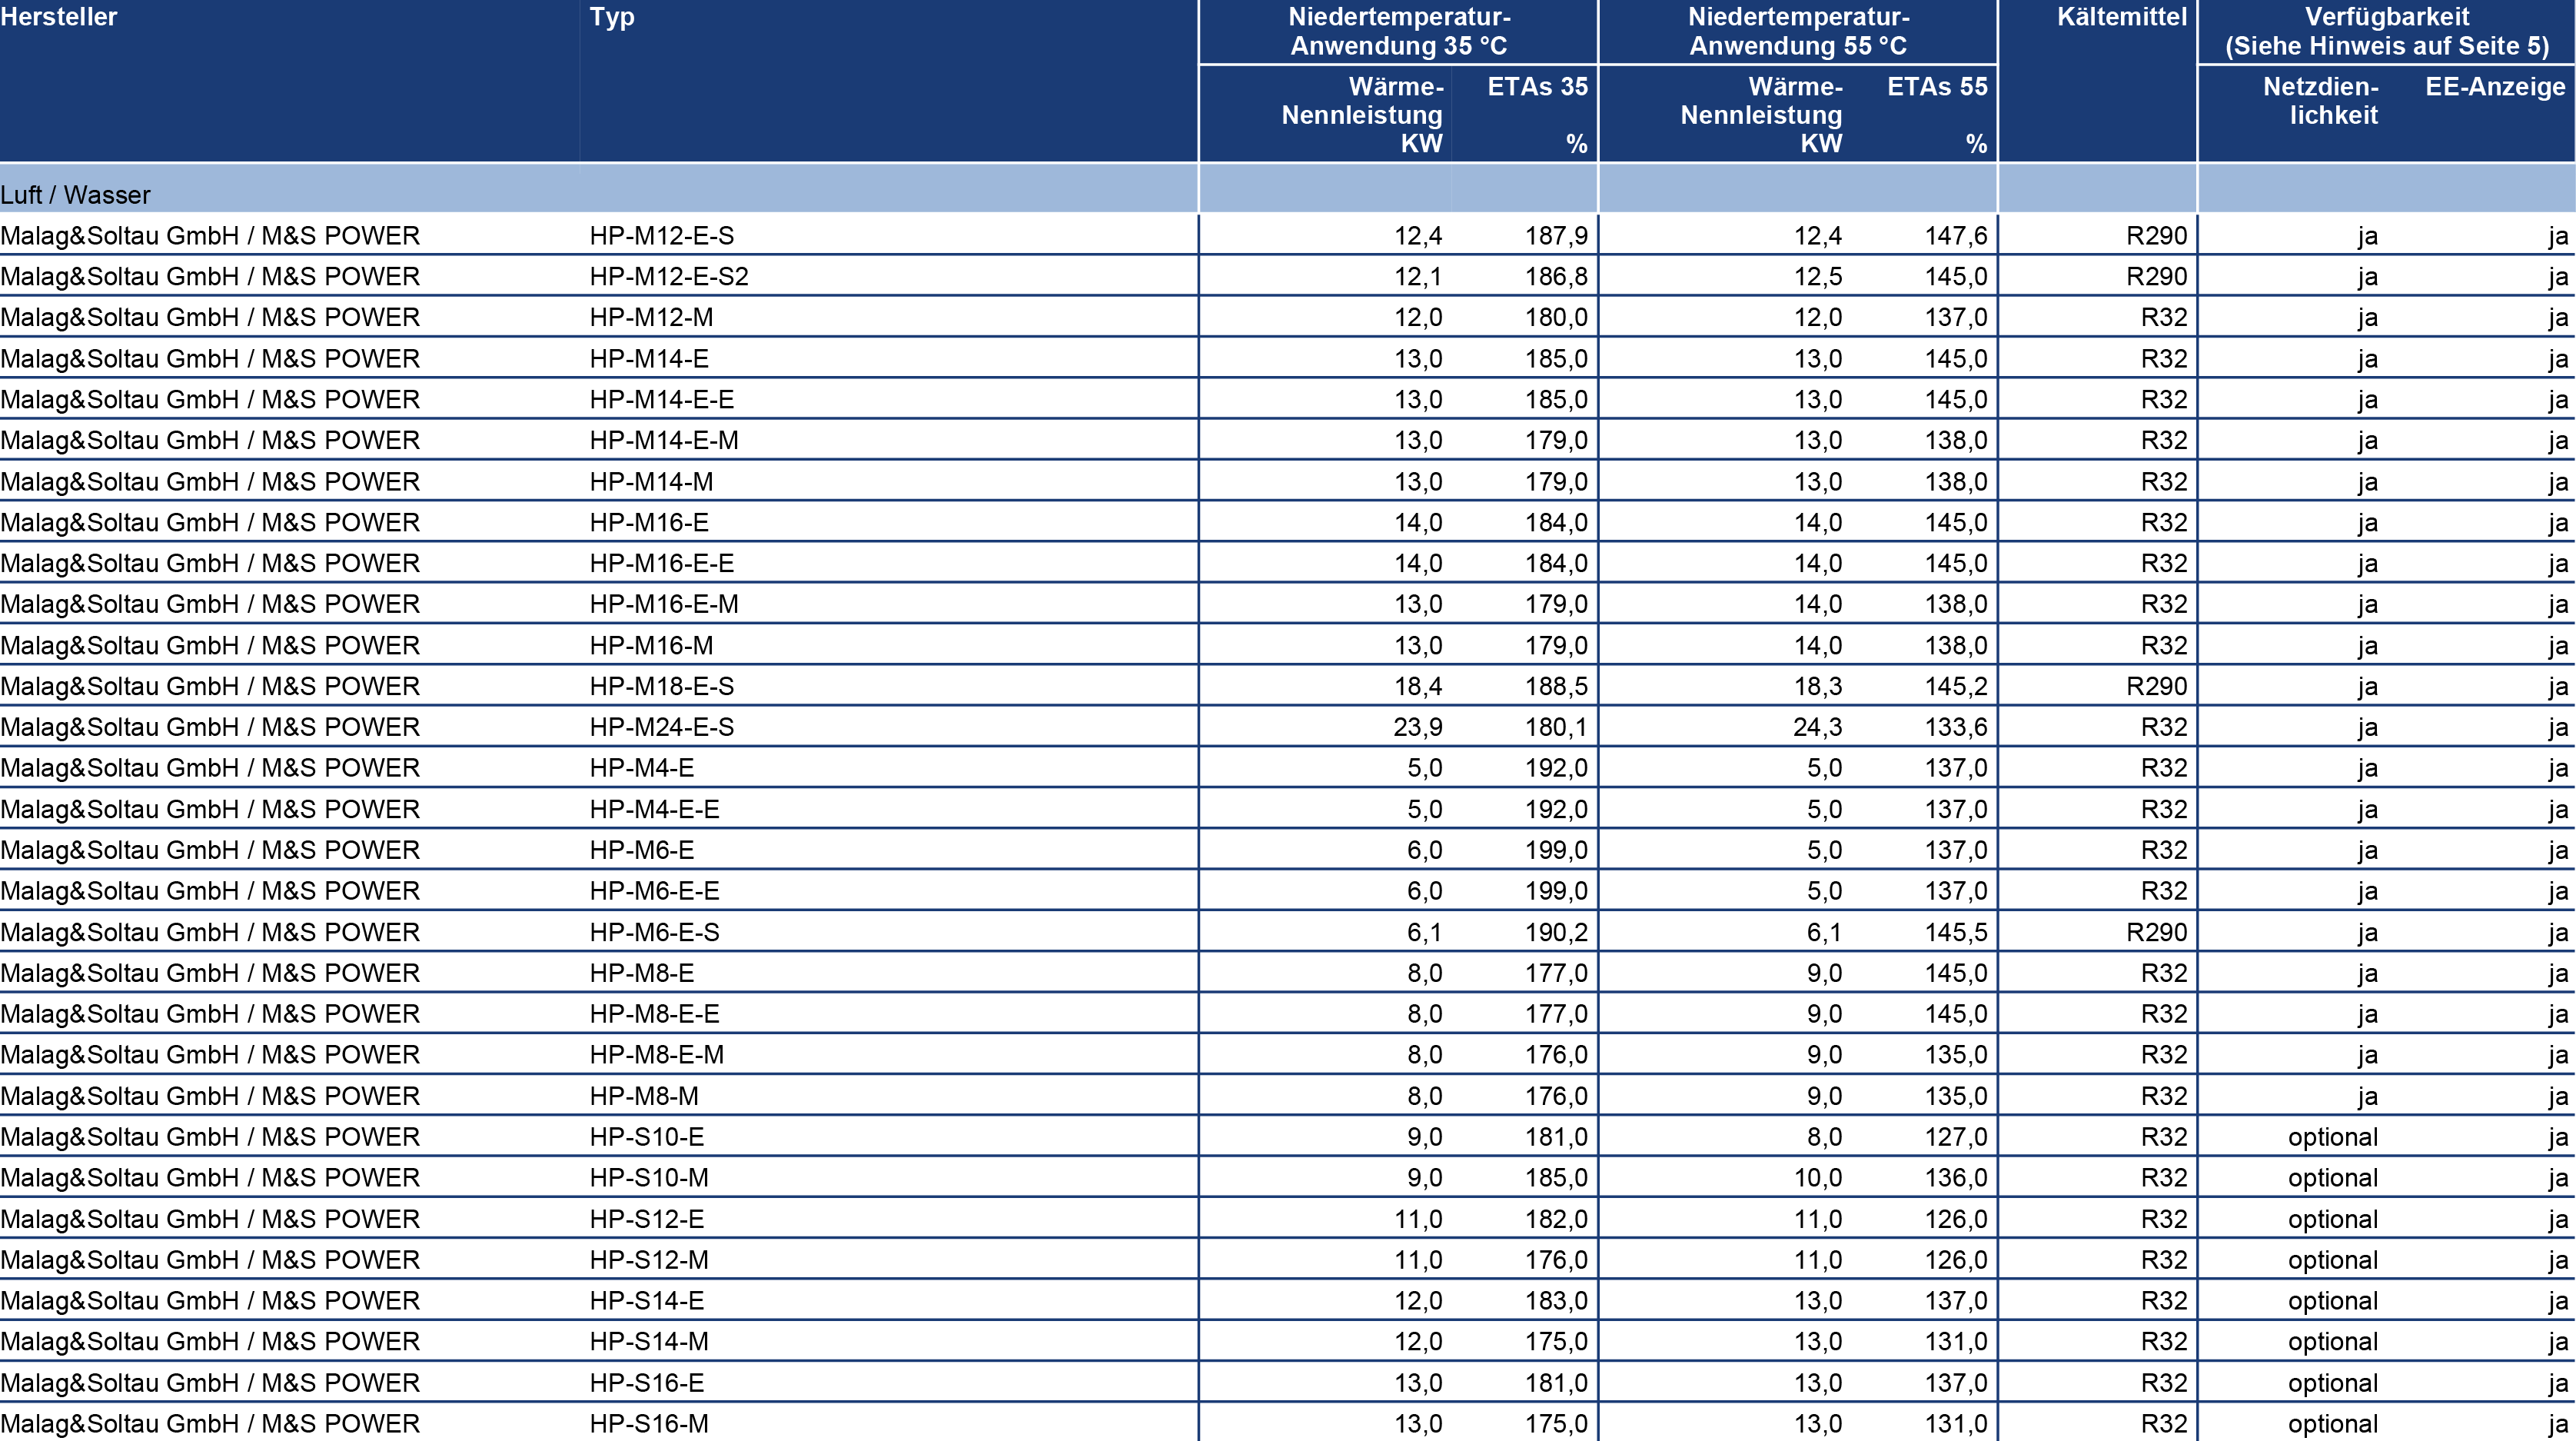 Hersteller Typ Niedertemperatur- Niedertemperatur- Kältemittel Verfügbarkeit
Anwendung 35 °C Anwendung 55 °C (Siehe Hinweis auf Seite 5)
Wärme- ETAs 35 Wärme- ETAs 55 Netzdien- EE-Anzeige
Nennleistung Nennleistung lichkeit
KW % KW %
Luft / Wasser
Malag&Soltau GmbH / M&S POWER HP-M12-E-S 12,4 187,9 12,4 147,6 R290 ja ja
Malag&Soltau GmbH / M&S POWER HP-M12-E-S2 12,1 186,8 12,5 145,0 R290 ja ja
Malag&Soltau GmbH / M&S POWER HP-M12-M 12,0 180,0 12,0 137,0 R32 ja ja
Malag&Soltau GmbH / M&S POWER HP-M14-E 13,0 185,0 13,0 145,0 R32 ja ja
Malag&Soltau GmbH / M&S POWER HP-M14-E-E 13,0 185,0 13,0 145,0 R32 ja ja
Malag&Soltau GmbH / M&S POWER HP-M14-E-M 13,0 179,0 13,0 138,0 R32 ja ja
Malag&Soltau GmbH / M&S POWER HP-M14-M 13,0 179,0 13,0 138,0 R32 ja ja
Malag&Soltau GmbH / M&S POWER HP-M16-E 14,0 184,0 14,0 145,0 R32 ja ja
Malag&Soltau GmbH / M&S POWER HP-M16-E-E 14,0 184,0 14,0 145,0 R32 ja ja
Malag&Soltau GmbH / M&S POWER HP-M16-E-M 13,0 179,0 14,0 138,0 R32 ja ja
Malag&Soltau GmbH / M&S POWER HP-M16-M 13,0 179,0 14,0 138,0 R32 ja ja
Malag&Soltau GmbH / M&S POWER HP-M18-E-S 18,4 188,5 18,3 145,2 R290 ja ja
Malag&Soltau GmbH / M&S POWER HP-M24-E-S 23,9 180,1 24,3 133,6 R32 ja ja
Malag&Soltau GmbH / M&S POWER HP-M4-E 5,0 192,0 5,0 137,0 R32 ja ja
Malag&Soltau GmbH / M&S POWER HP-M4-E-E 5,0 192,0 5,0 137,0 R32 ja ja
Malag&Soltau GmbH / M&S POWER HP-M6-E 6,0 199,0 5,0 137,0 R32 ja ja
Malag&Soltau GmbH / M&S POWER HP-M6-E-E 6,0 199,0 5,0 137,0 R32 ja ja
Malag&Soltau GmbH / M&S POWER HP-M6-E-S 6,1 190,2 6,1 145,5 R290 ja ja
Malag&Soltau GmbH / M&S POWER HP-M8-E 8,0 177,0 9,0 145,0 R32 ja ja
Malag&Soltau GmbH / M&S POWER HP-M8-E-E 8,0 177,0 9,0 145,0 R32 ja ja
Malag&Soltau GmbH / M&S POWER HP-M8-E-M 8,0 176,0 9,0 135,0 R32 ja ja
Malag&Soltau GmbH / M&S POWER HP-M8-M 8,0 176,0 9,0 135,0 R32 ja ja
Malag&Soltau GmbH / M&S POWER HP-S10-E 9,0 181,0 8,0 127,0 R32 optional ja
Malag&Soltau GmbH / M&S POWER HP-S10-M 9,0 185,0 10,0 136,0 R32 optional ja
Malag&Soltau GmbH / M&S POWER HP-S12-E 11,0 182,0 11,0 126,0 R32 optional ja
Malag&Soltau GmbH / M&S POWER HP-S12-M 11,0 176,0 11,0 126,0 R32 optional ja
Malag&Soltau GmbH / M&S POWER HP-S14-E 12,0 183,0 13,0 137,0 R32 optional ja
Malag&Soltau GmbH / M&S POWER HP-S14-M 12,0 175,0 13,0 131,0 R32 optional ja
Malag&Soltau GmbH / M&S POWER HP-S16-E 13,0 181,0 13,0 137,0 R32 optional ja
Malag&Soltau GmbH / M&S POWER HP-S16-M 13,0 175,0 13,0 131,0 R32 optional ja